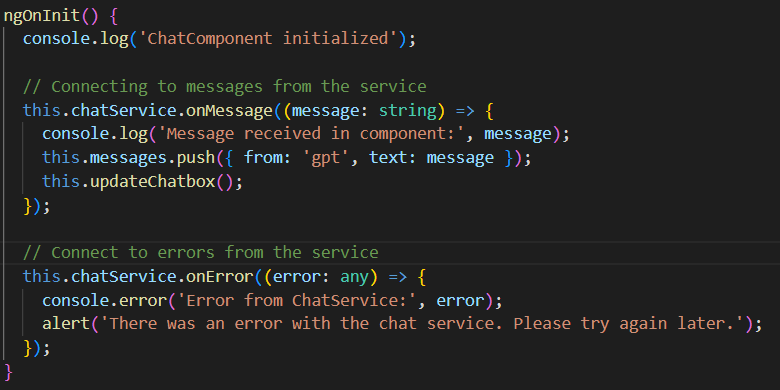 ngOnInit() {
console.log('ChatComponent initialized');
// Connecting to messages from the service
this.chatService.onMessage((message: string) => {
console.log('Message received in component:', message);
this.messages.push({ from: 'gpt', text: message });
this.updateChatbox();
});
// Connect to errors from the service
this.chatService.onError((error: any) => {
console.error('Error from ChatService:', error);
alert('There was an error with the chat service. Please try again later.');
});
}